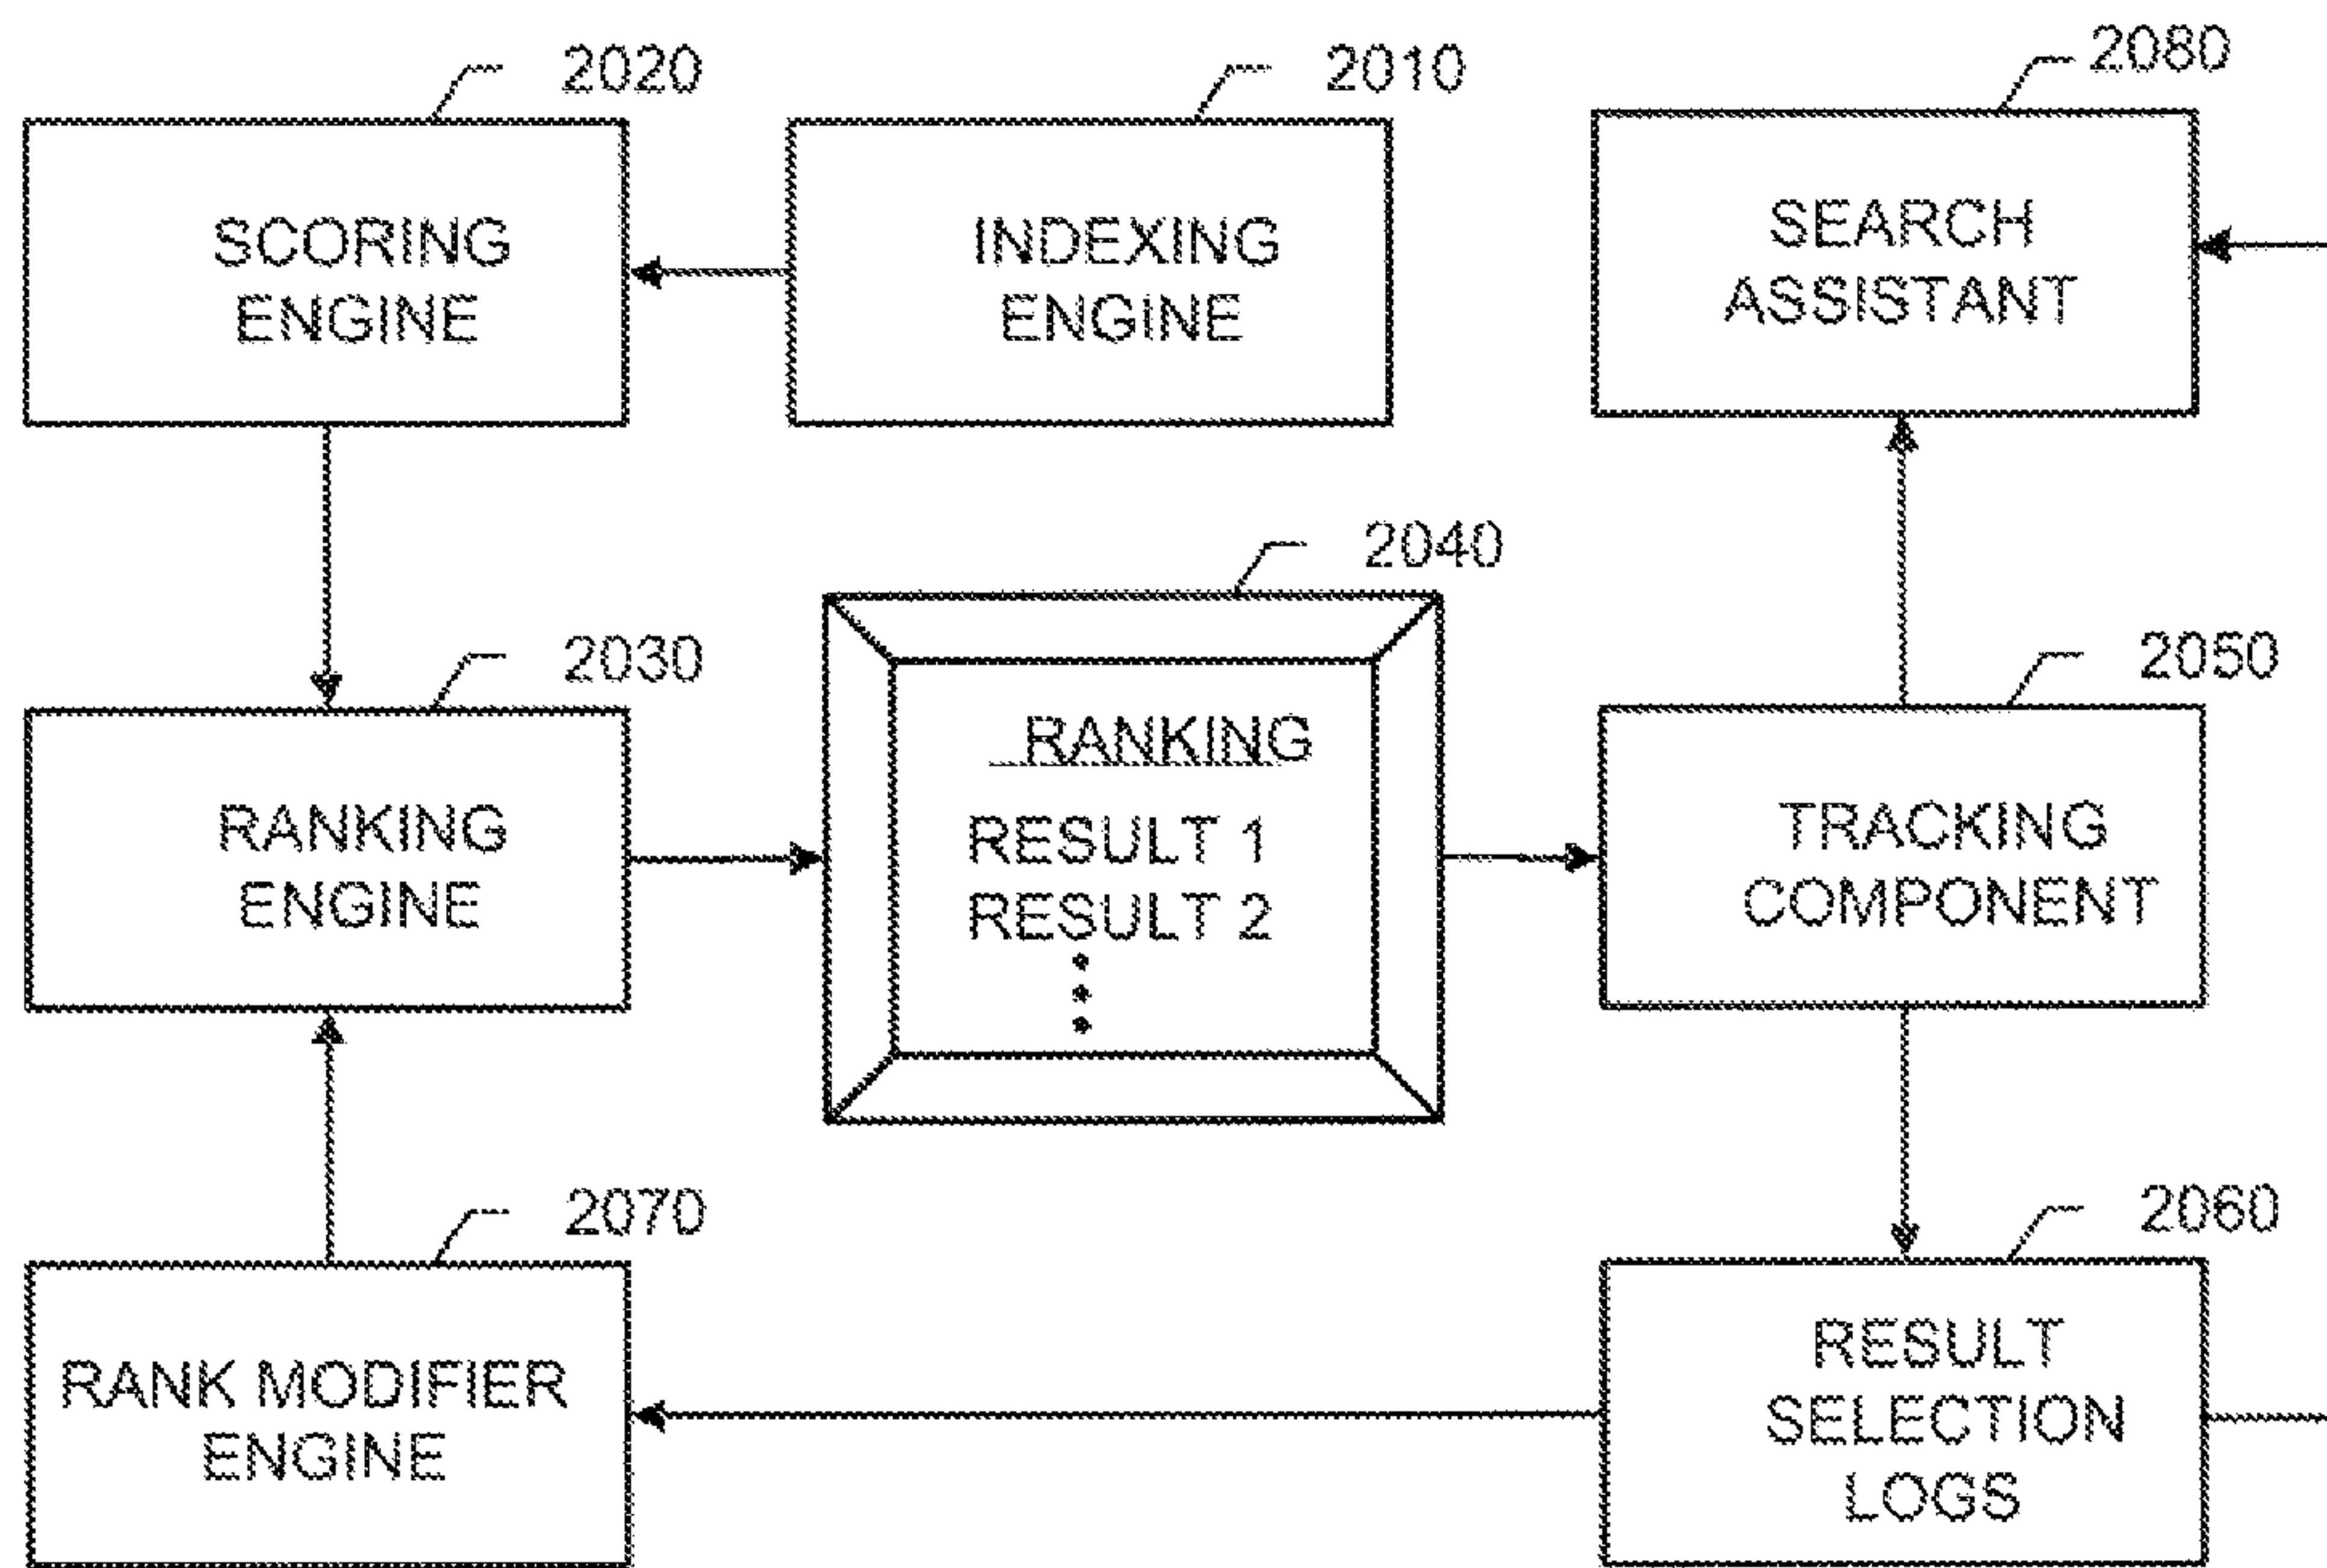 2020
2010
2080
SCORING
ENGINE
INDEXING
ENGINE
SEARCH
ASSISTANT
2040
2030
2050
RANKING
ENGINE
RANKING
RESULT 1
RESULT 2
TRACKING
COMPONENT
2070
2060
RANK MODIFIER
ENGINE
RESULT
SELECTION
LOGS